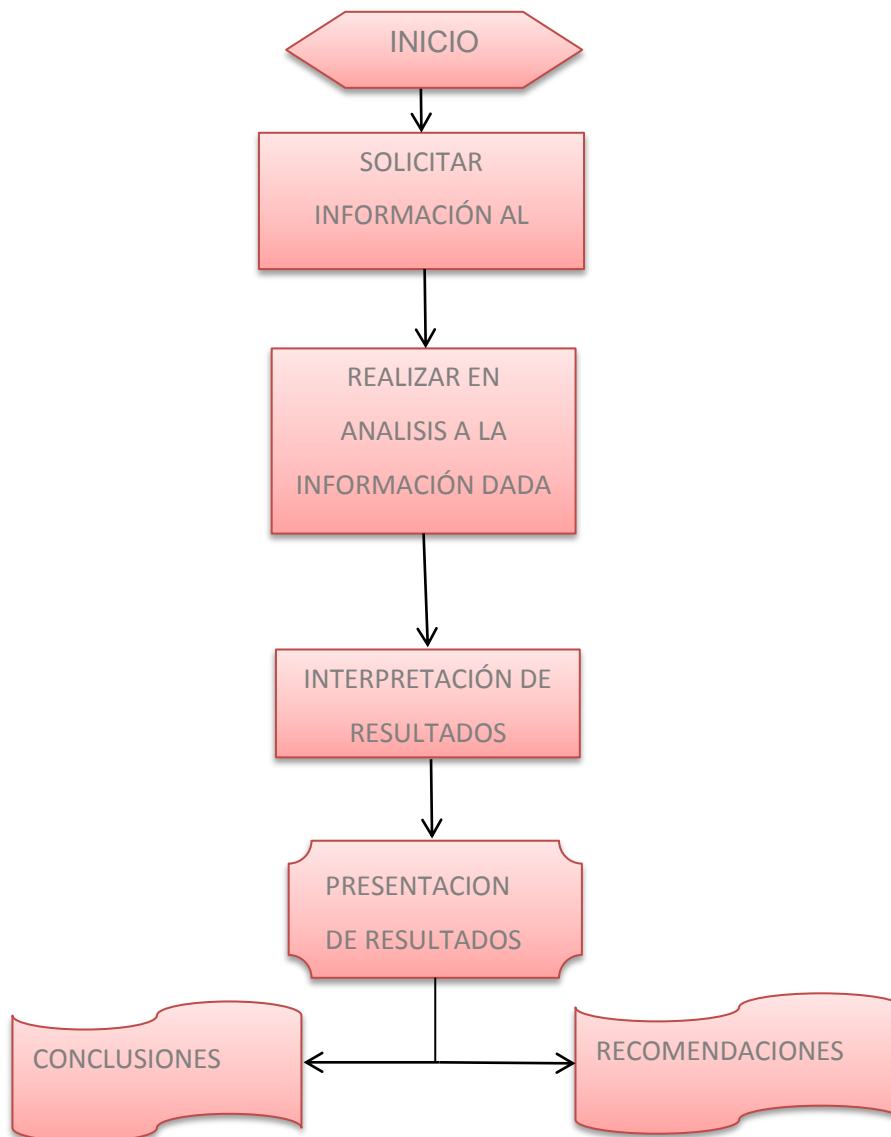 INICIO
SOLICITAR
INFORMACIÓN AL
REALIZAR EN
ANALISIS A LA
INFORMACIÓN DADA
INTERPRETACIÓN DE
RESULTADOS
PRESENTACION
DE RESULTADOS
CONCLUSIONES
RECOMENDACIONES